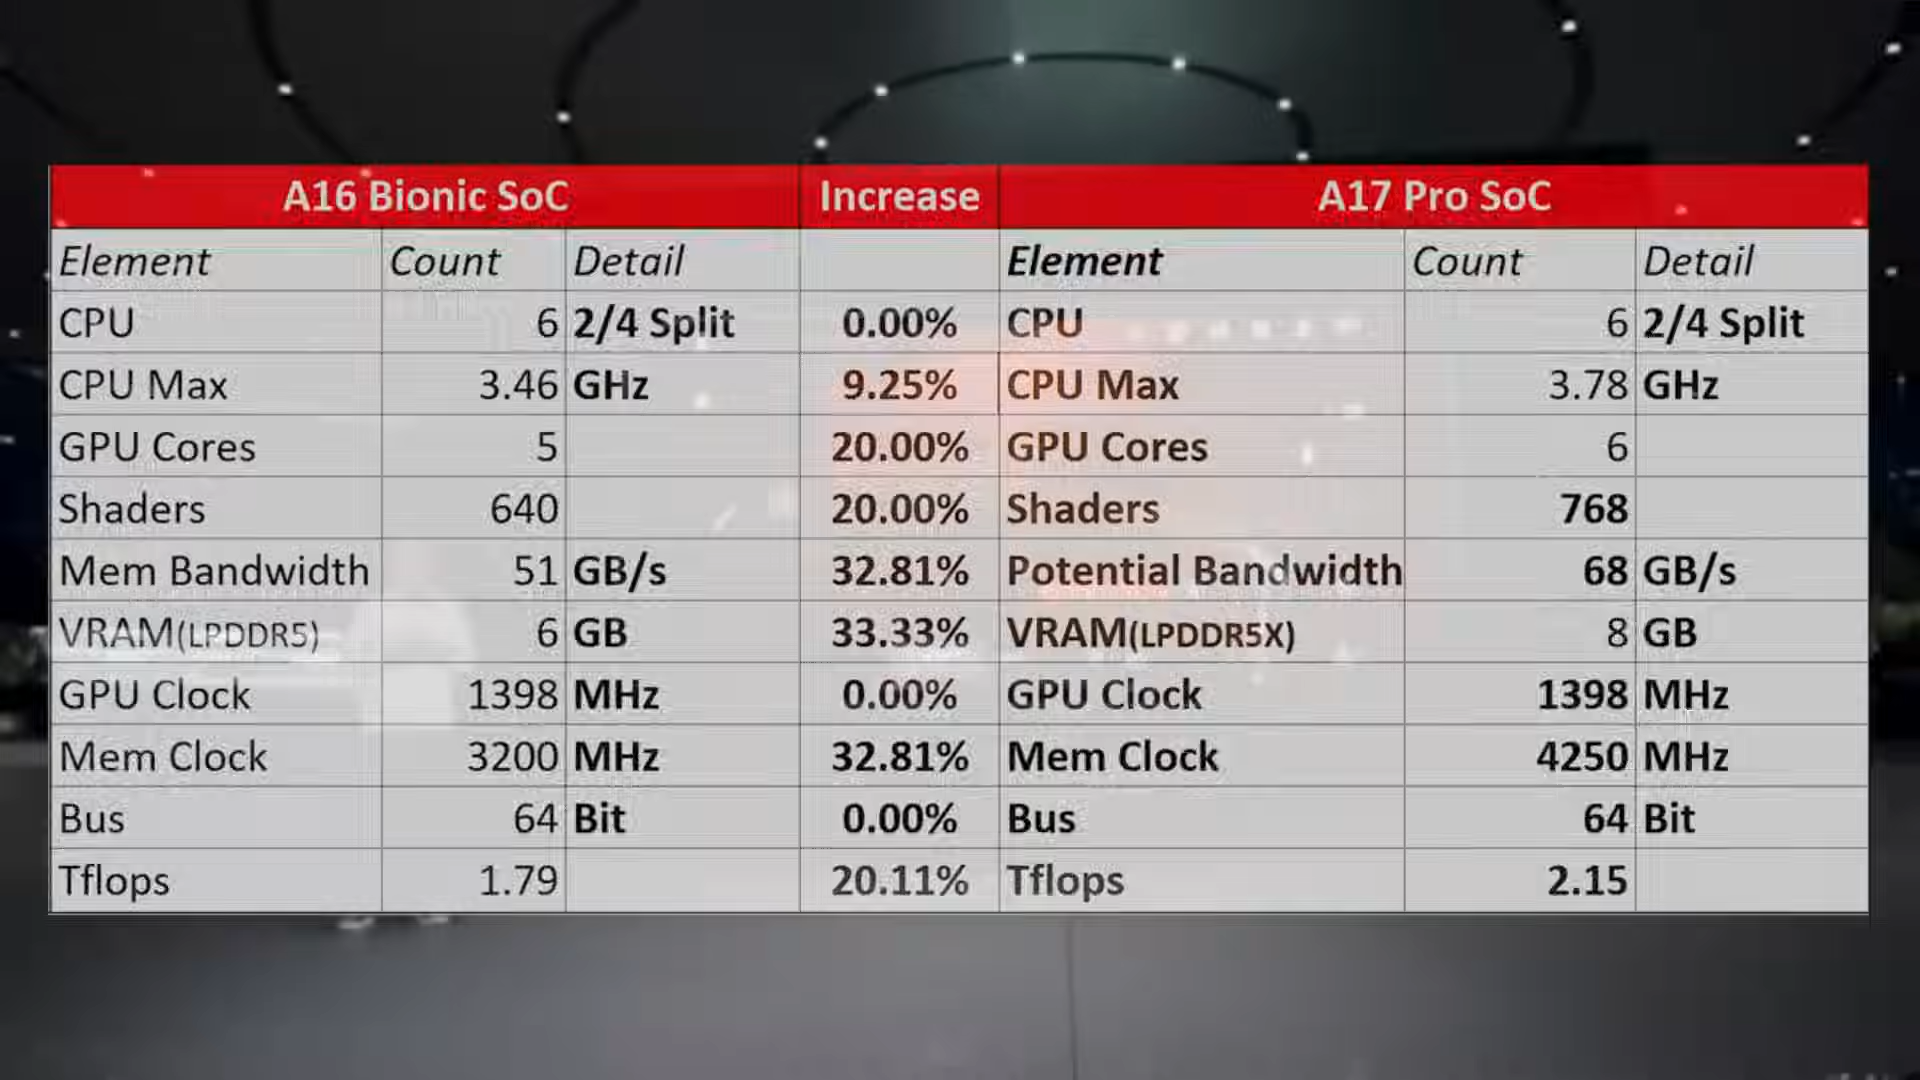 A16 Bionic SoC Increase A17 Pro SoC
Element Count Detail Element Count Detail
CPU 6 2/4 Split 0.00% CPU 6 2/4 Split
CPU Max 3.46 GHz 9.25% CPU Max 3.78 GHz
GPU Cores 5 20.00% GPU Cores 6
Shaders 640 20.00% Shaders 768
Mem Bandwidth 51 GB/s 32.81% Potential Bandwidth 68 GB/s
VRAM(LPDDR5) 6 GB 33.33% VRAM(LPDDR5X) 8 GB
GPU Clock 1398 MHz 0.00% GPU Clock 1398 MHz
Mem Clock 3200 MHz 32.81% Mem Clock 4250 MHz
Bus 64 Bit 0.00% Bus 64 Bit
Tflops 1.79 20.11% Tflops 2.15